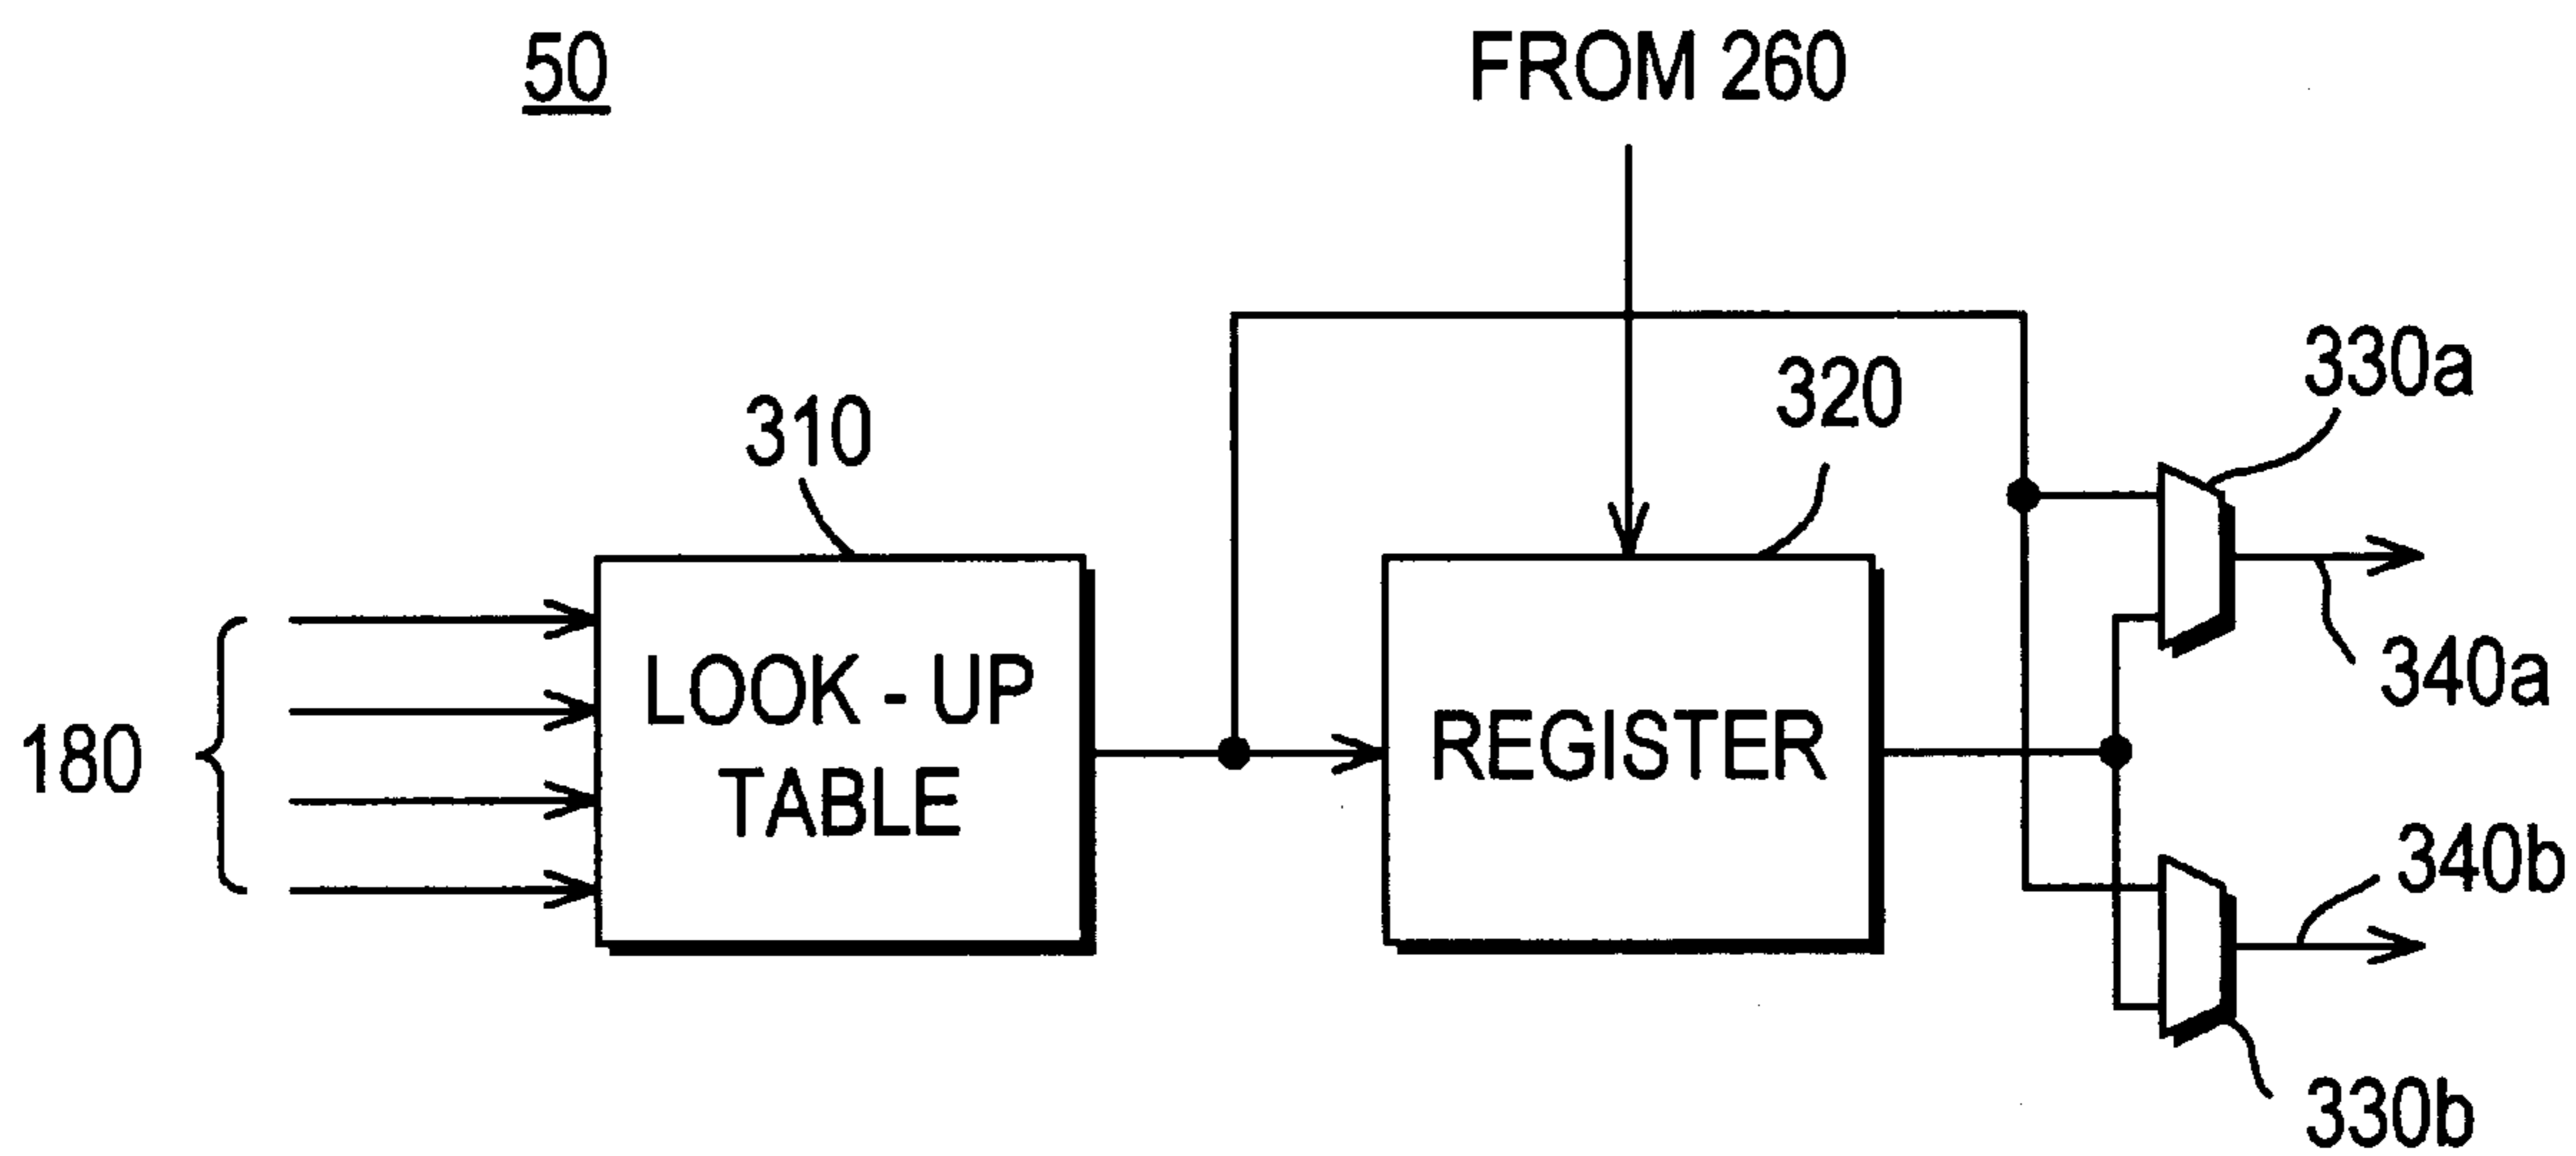 50
FROM 260
330a
320
310
340a
LOOK - UP
TABLE
REGISTER
180
340b
330b